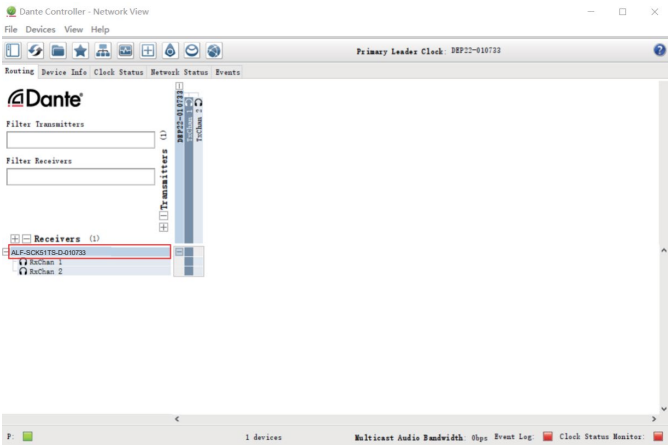 Dante Controller - Network View
File Devices View Help
Primary Leader Clock: DEP22-010733
Routing Device Info Clock Status Network Status Events
Dante®
Filter Transmitters
Filter Receivers
Transmitters (1)
DEP22-010733
TxChan 1
TxChan 2
Receivers (1)
ALF-SCK51TS-D-010733
RxChan 1
RxChan 2
P: 1 devices Multicast Audio Bandwidth: 0bps Event Log: Clock Status Monitor: